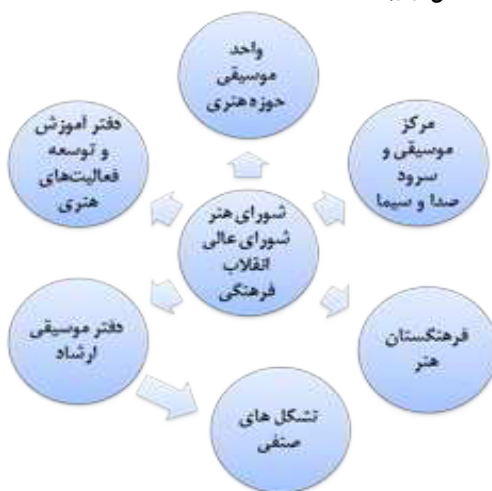 واحد
موسیقی
حوزه هنری
مرکز
موسیقی و
سرود
صدا و سیما
دفتر آموزش
و توسعه
فعالیت‌های
هنری
شورای هنر
شورای عالی
انقلاب
فرهنگی
فرهنگستان
هنر
دفتر موسیقی
ارشاد
تشکل های
صنفی